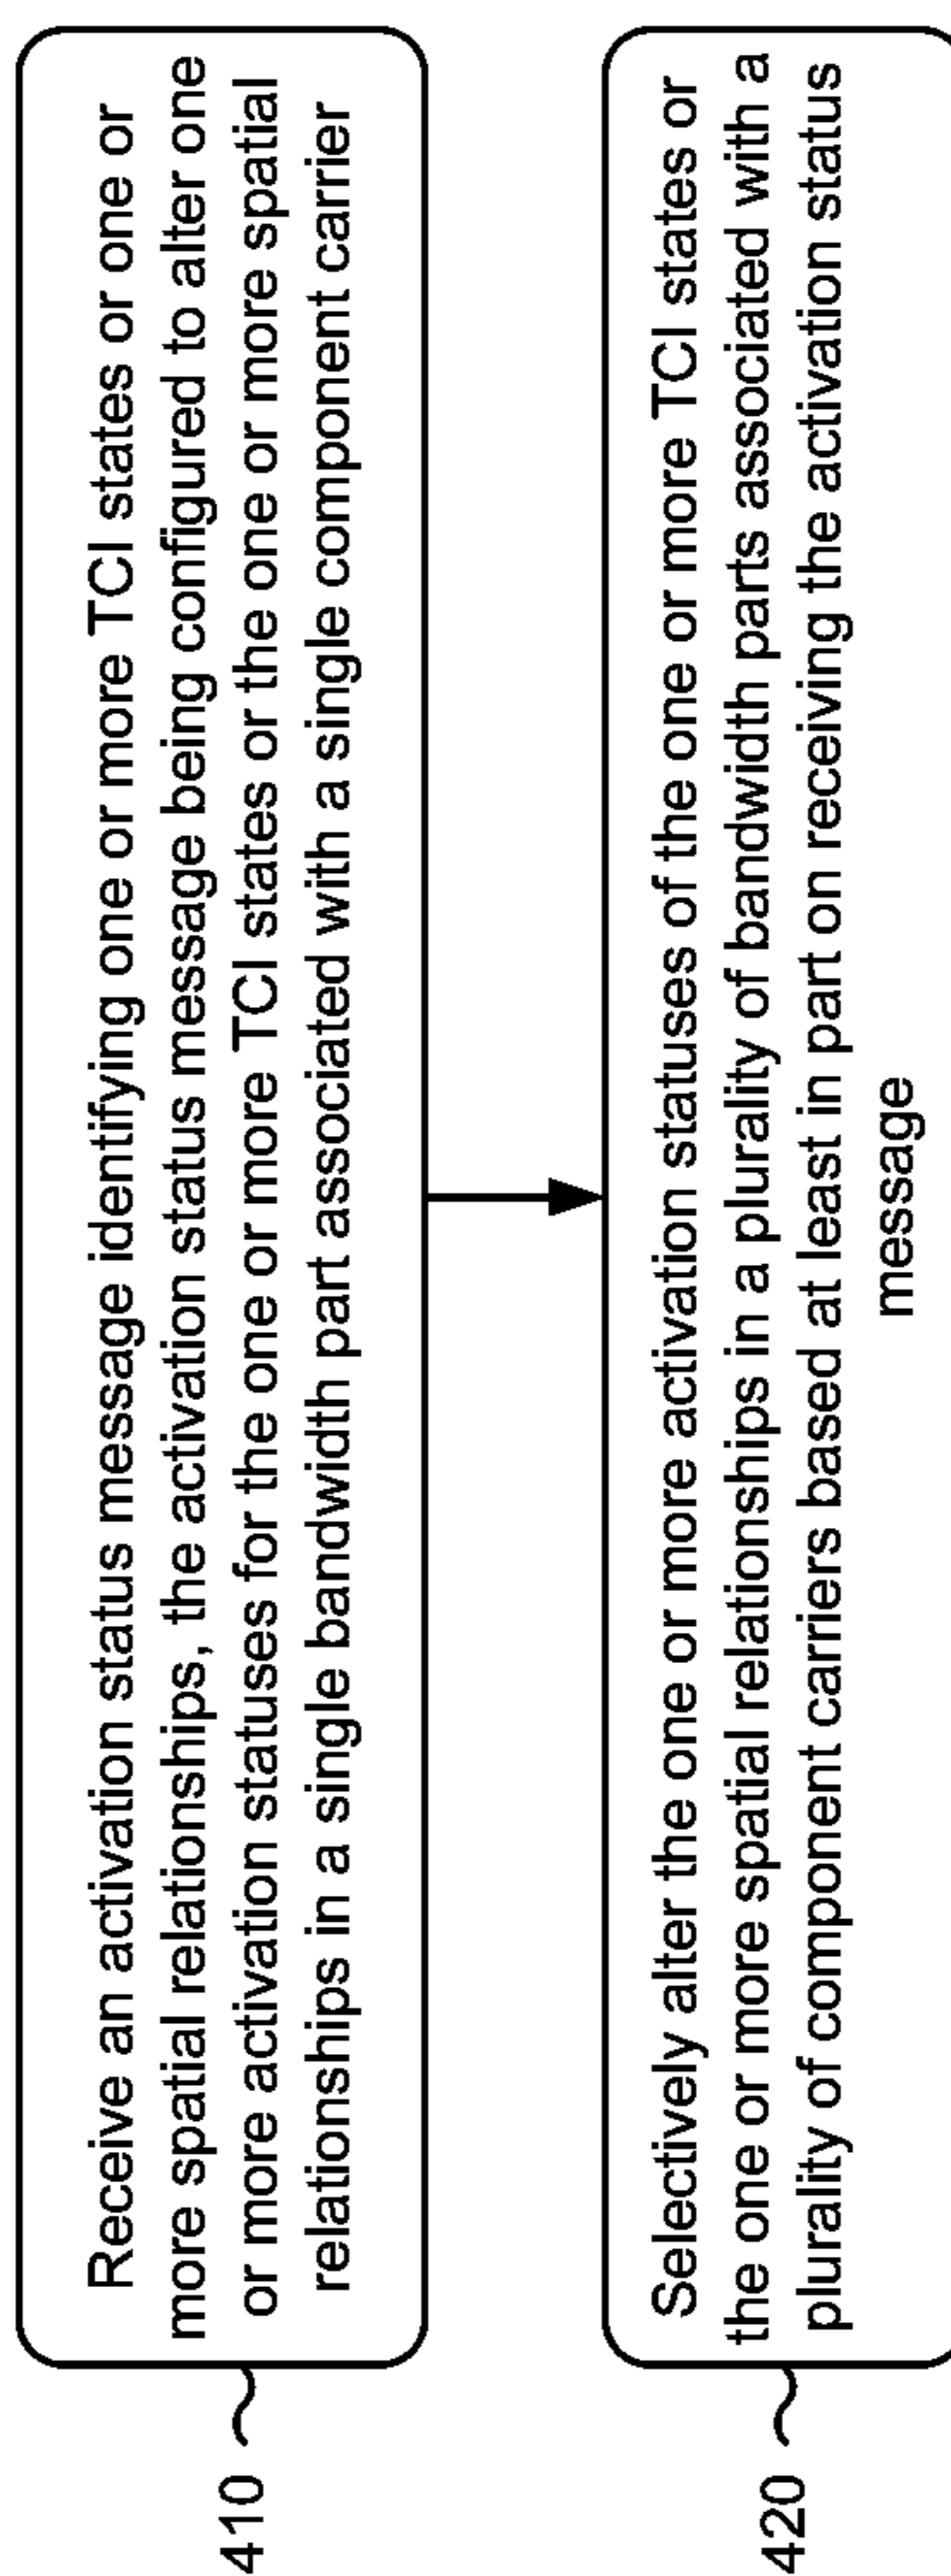 410
Receive an activation status message identifying one or more TCI states or one or
more spatial relationships, the activation status message being configured to alter one
or more activation statuses for the one or more TCI states or the one or more spatial
relationships in a single bandwidth part associated with a single component carrier
420
Selectively alter the one or more activation statuses of the one or more TCI states or
the one or more spatial relationships in a plurality of bandwidth parts associated with a
plurality of component carriers based at least in part on receiving the activation status
message